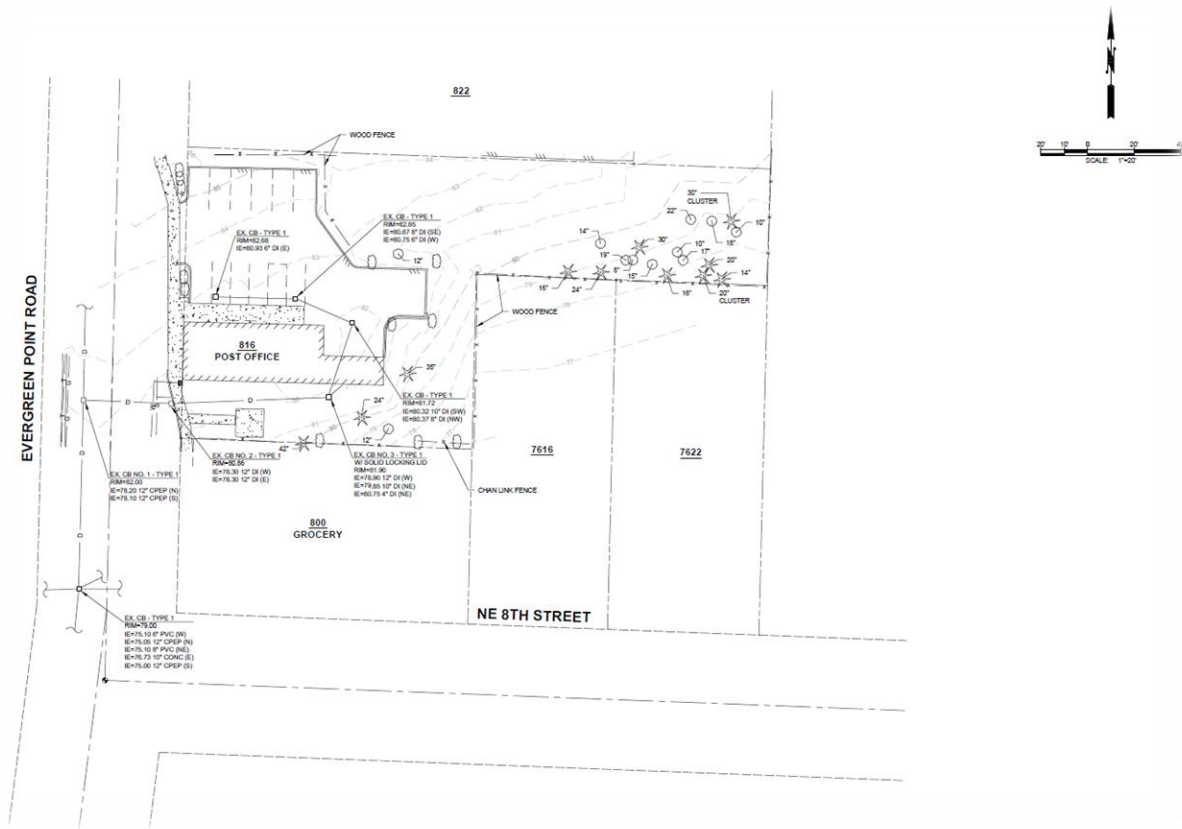 N
822
WOOD FENCE
20' 10' 0 20'
SCALE: 1"=20'
30"
CLUSTER
22"
18"
10"
14"
30"
10"
17"
19"
8"
15"
20"
14"
16"
24"
16"
20"
CLUSTER
84
83
82
81
80
79
78
77
EX. CB - TYPE 1
RIM=82.65
IE=80.67 6" DI (SE)
IE=80.75 6" DI (W)
EX. CB - TYPE 1
RIM=82.68
IE=80.93 6" DI (E)
12"
WOOD FENCE
EVERGREEN POINT ROAD
816
POST OFFICE
35"
24"
12"
42"
EX. CB - TYPE 1
RIM=81.72
IE=80.32 10" DI (SW)
IE=80.37 8" DI (NW)
EX. CB NO. 1 - TYPE 1
RIM=82.00
IE=78.20 12" CPEP (N)
IE=78.10 12" CPEP (S)
EX. CB NO. 2 - TYPE 1
RIM=80.86
IE=78.30 12" DI (W)
IE=78.30 12" DI (E)
EX. CB NO. 3 - TYPE 1
W/ SOLID LOCKING LID
RIM=81.90
IE=78.90 12" DI (W)
IE=79.85 10" DI (NE)
IE=80.75 4" DI (NE)
CHAN LINK FENCE
7616
7622
800
GROCERY
NE 8TH STREET
EX. CB - TYPE 1
RIM=79.00
IE=75.10 6" PVC (W)
IE=75.05 12" CPEP (N)
IE=75.10 8" PVC (NE)
IE=76.73 10" CONC (E)
IE=75.00 12" CPEP (S)
D
D
D
D
D